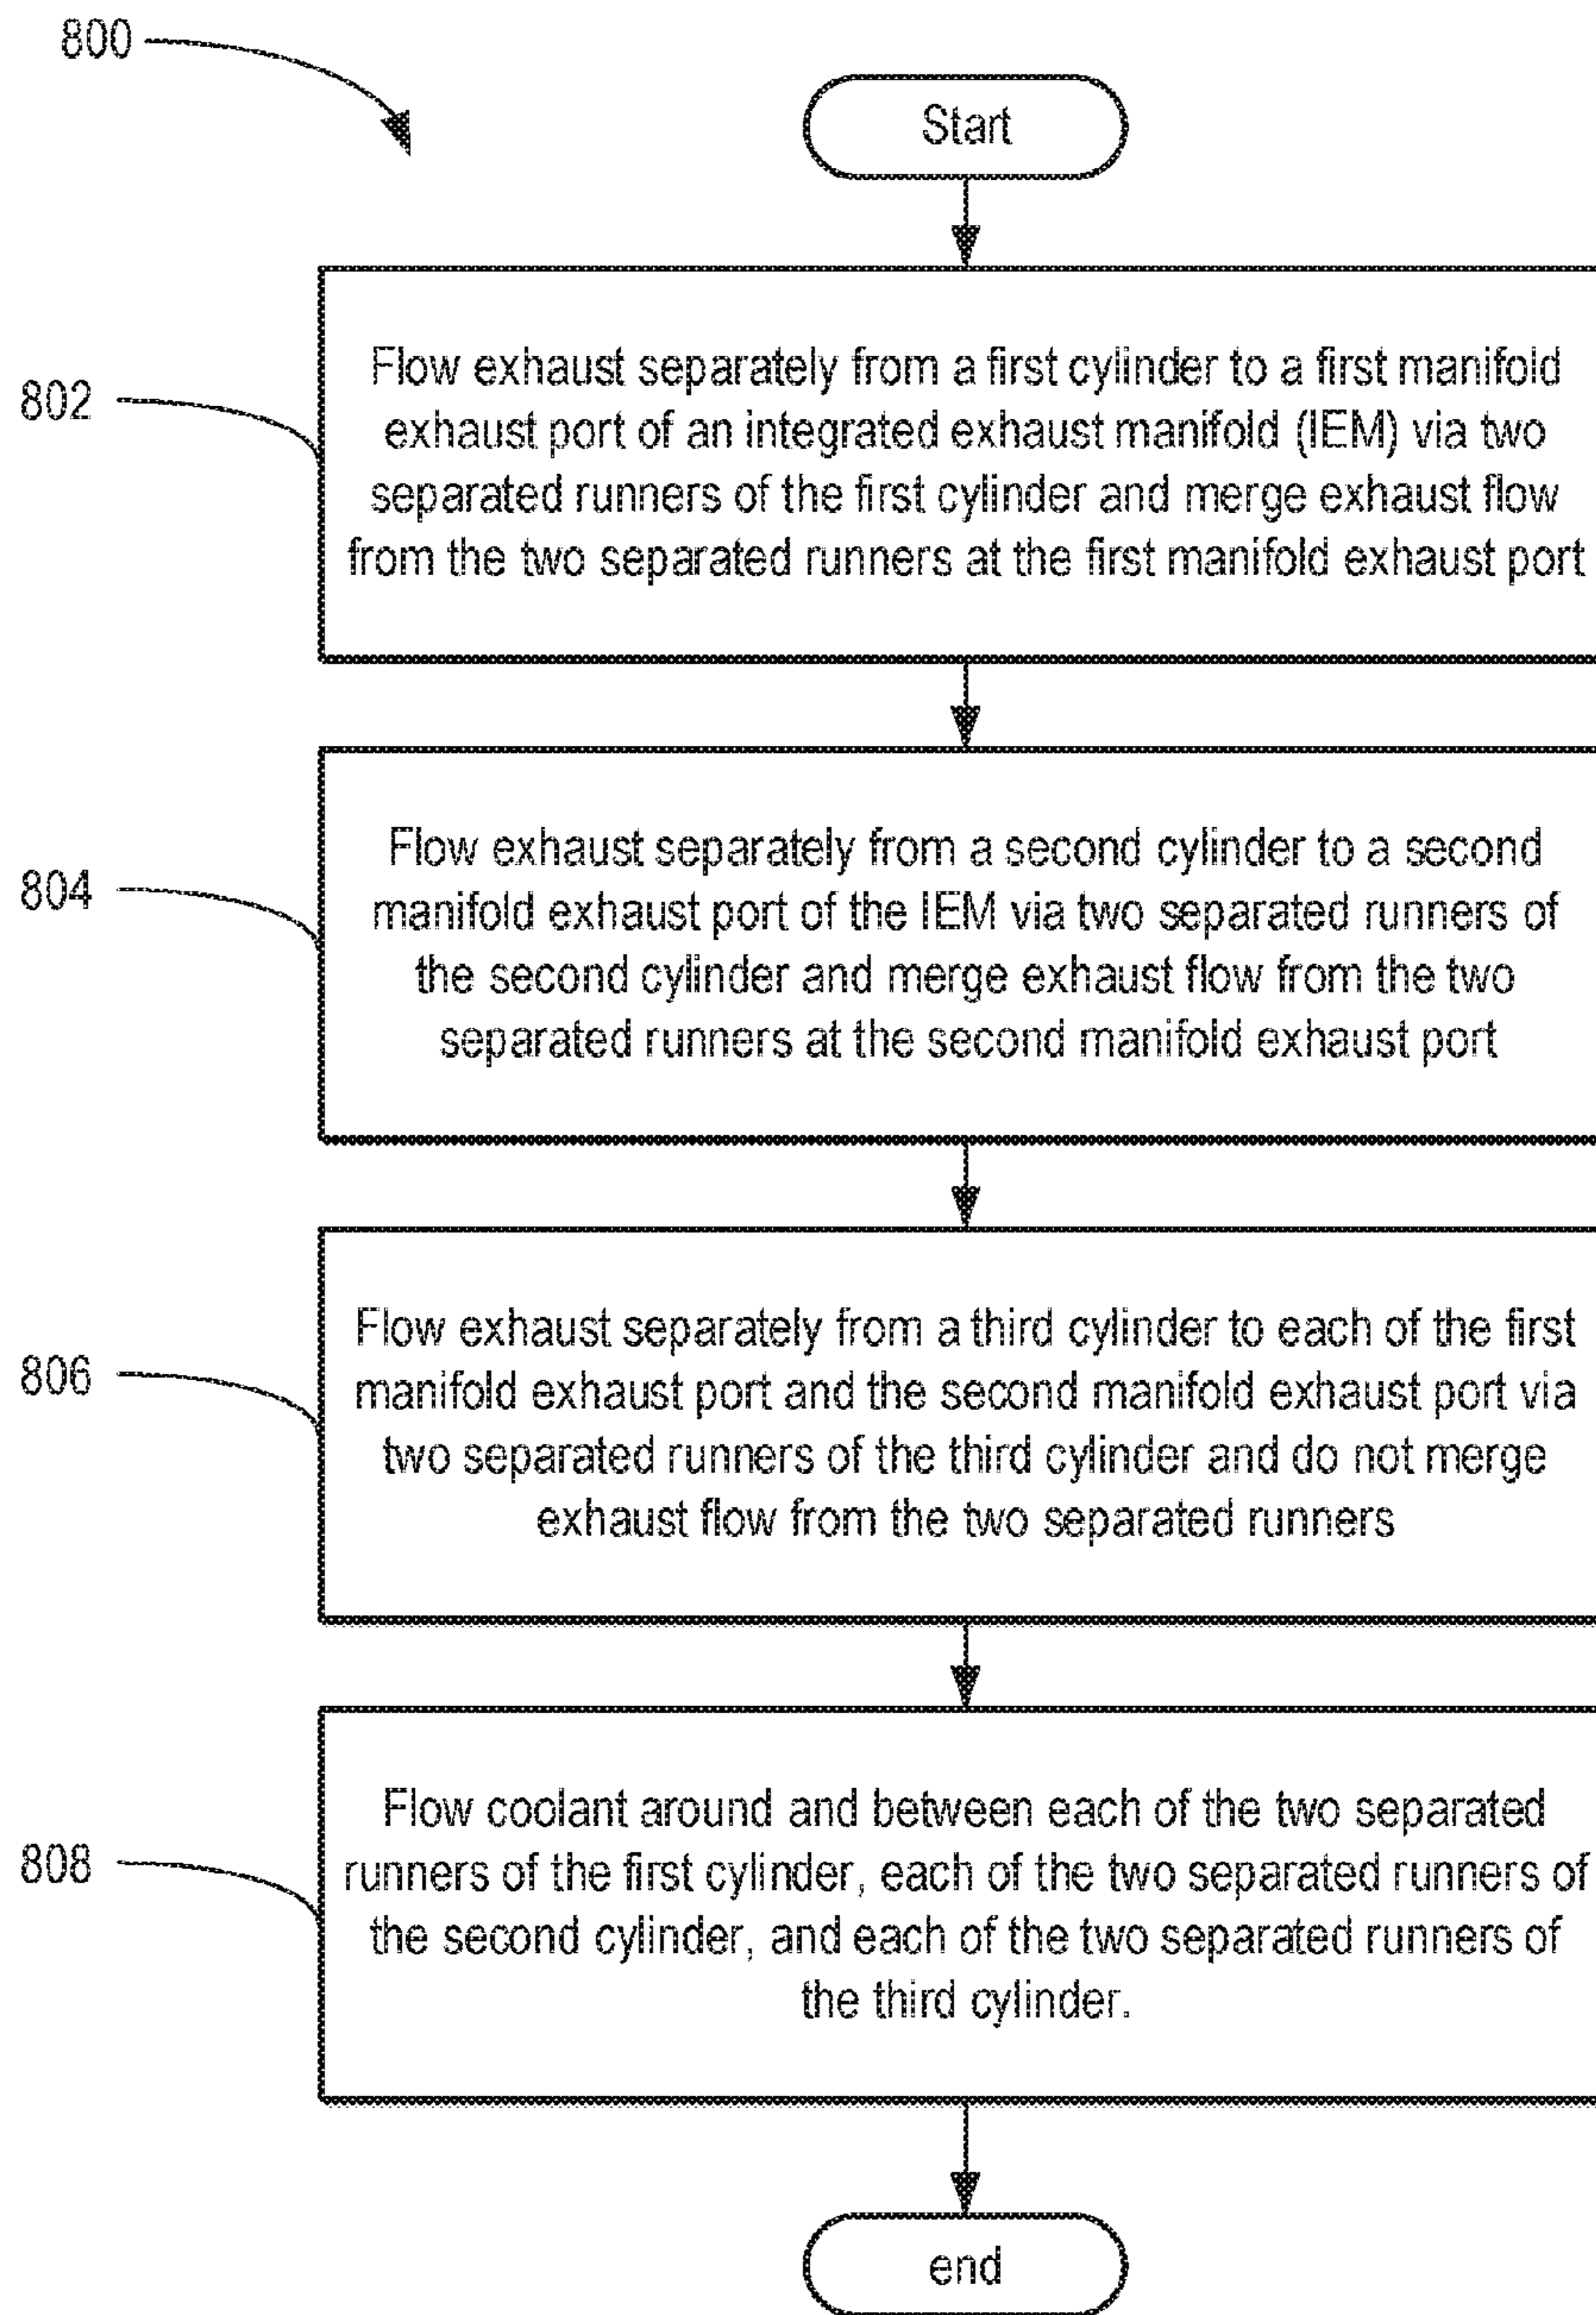 800
Start
802
Flow exhaust separately from a first cylinder to a first manifold
exhaust port of an integrated exhaust manifold (IEM) via two
separated runners of the first cylinder and merge exhaust flow
from the two separated runners at the first manifold exhaust port
804
Flow exhaust separately from a second cylinder to a second
manifold exhaust port of the IEM via two separated runners of
the second cylinder and merge exhaust flow from the two
separated runners at the second manifold exhaust port
806
Flow exhaust separately from a third cylinder to each of the first
manifold exhaust port and the second manifold exhaust port via
two separated runners of the third cylinder and do not merge
exhaust flow from the two separated runners
808
Flow coolant around and between each of the two separated
runners of the first cylinder, each of the two separated runners of
the second cylinder, and each of the two separated runners of
the third cylinder.
end